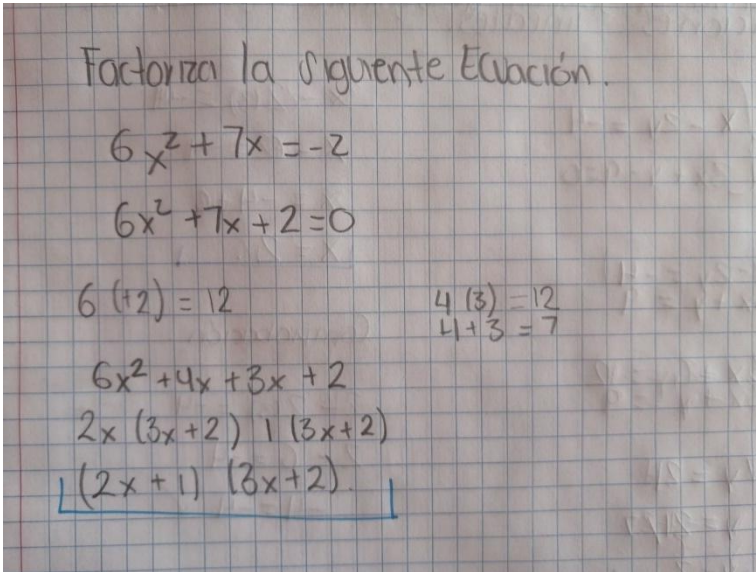 Factoriza la siguiente Ecuación.
6x² + 7x = -2
6x² + 7x + 2 = 0
6 (+2) = 12
4 (3) = 12
4 + 3 = 7
6x² + 4x + 3x + 2
2x (3x+2) 1 (3x+2)
(2x + 1) (3x+2).